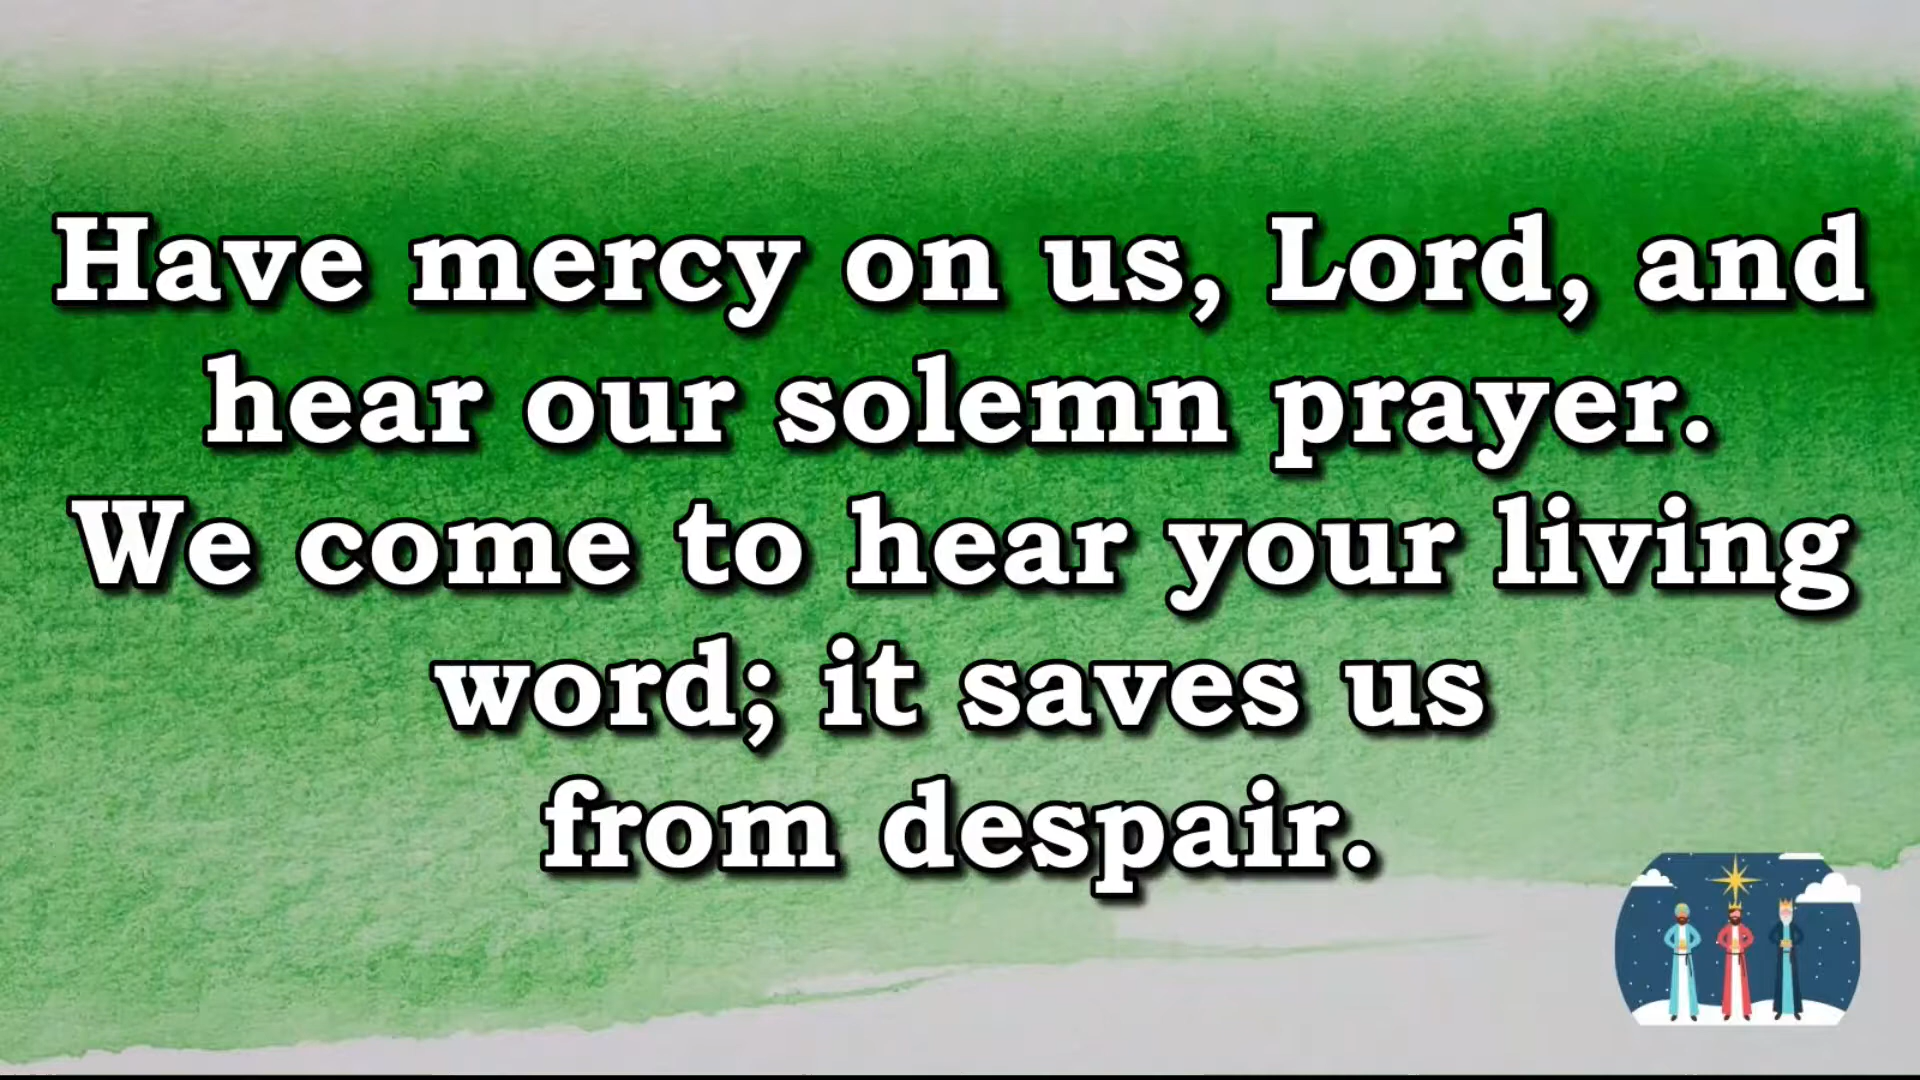 Have mercy on us, Lord, and
hear our solemn prayer.
We come to hear your living
word; it saves us
from despair.